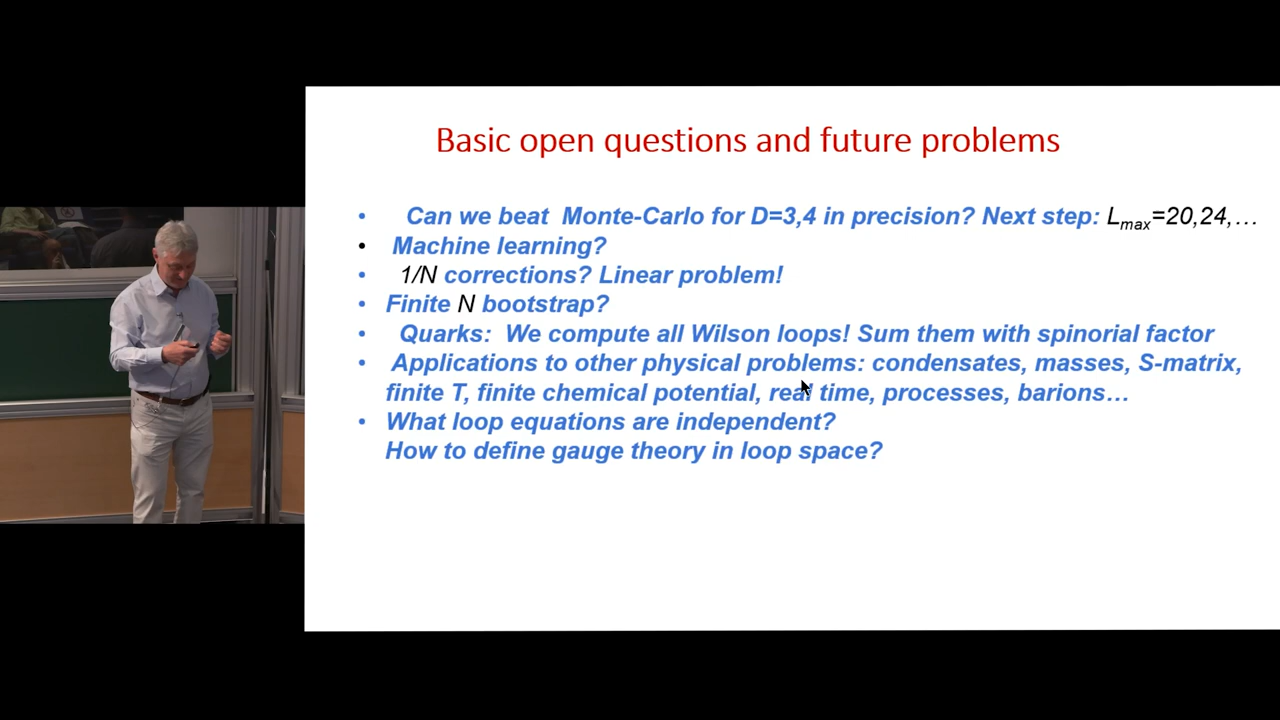 Basic open questions and future problems
• Can we beat Monte-Carlo for D=3,4 in precision? Next step: Lmax=20,24,…
• Machine learning?
• 1/N corrections? Linear problem!
• Finite N bootstrap?
• Quarks: We compute all Wilson loops! Sum them with spinorial factor
• Applications to other physical problems: condensates, masses, S-matrix,
finite T, finite chemical potential, real time, processes, barions…
• What loop equations are independent?
How to define gauge theory in loop space?